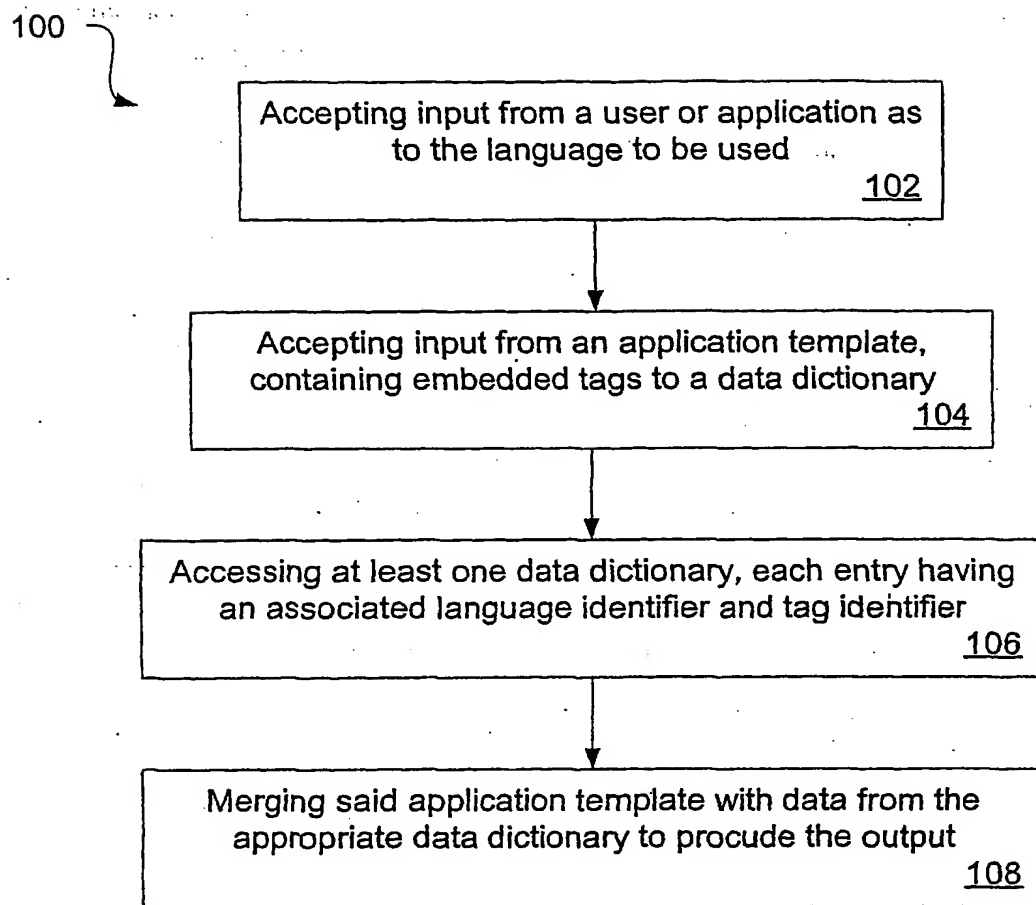 100
Accepting input from a user or application as
to the language to be used
102
Accepting input from an application template,
containing embedded tags to a data dictionary
104
Accessing at least one data dictionary, each entry having
an associated language identifier and tag identifier
106
Merging said application template with data from the
appropriate data dictionary to procude the output
108